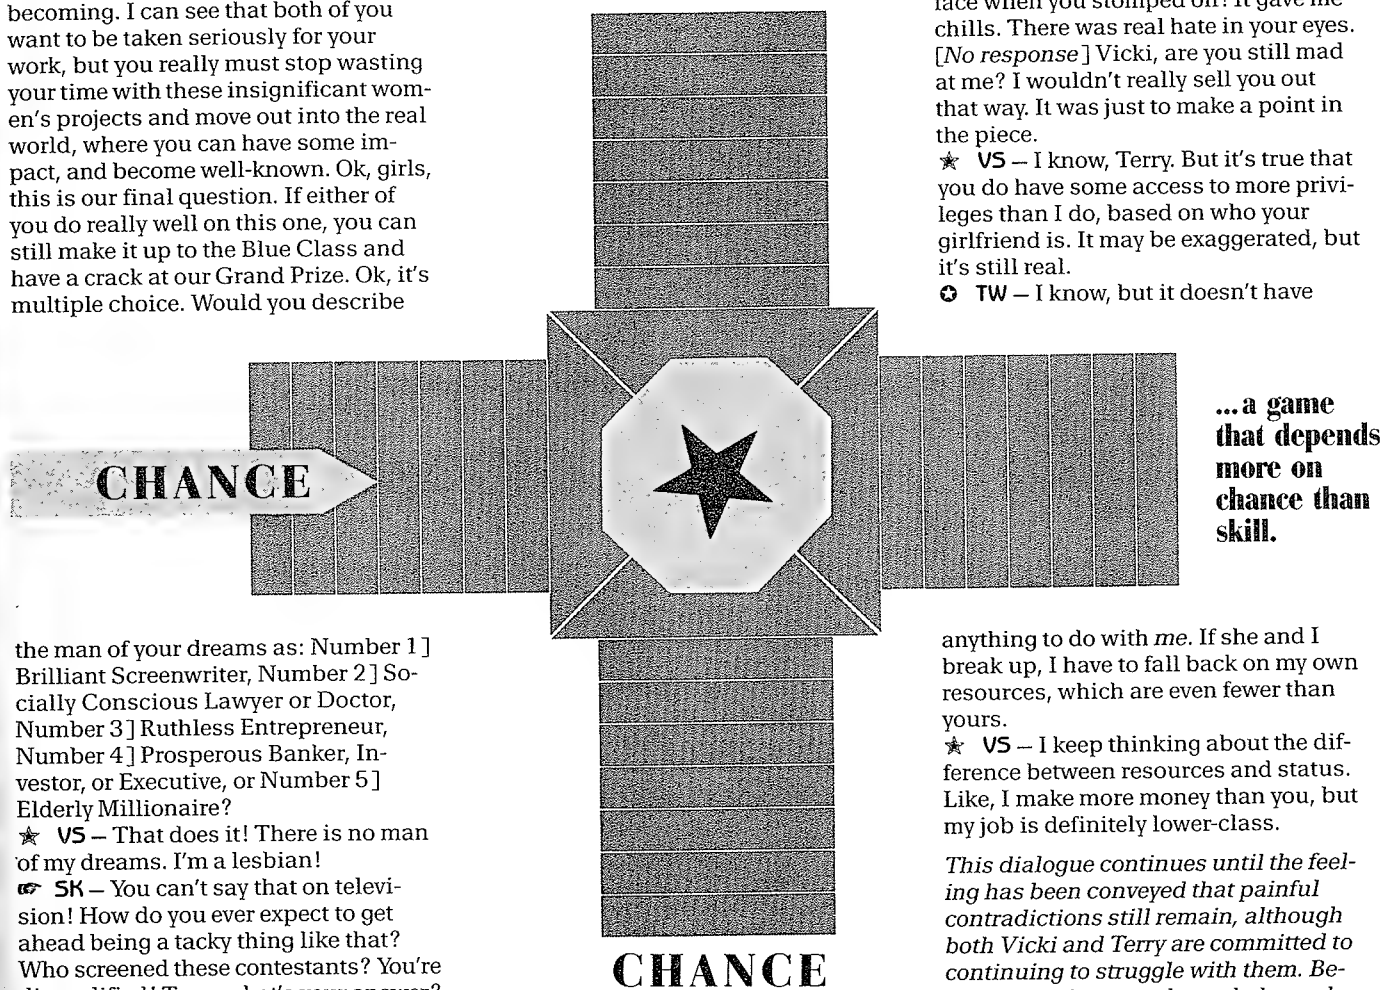 becoming. I can see that both of you
want to be taken seriously for your
work, but you really must stop wasting
your time with these insignificant wom-
en's projects and move out into the real
world, where you can have some im-
pact, and become well-known. Ok, girls,
this is our final question. If either of
you do really well on this one, you can
still make it up to the Blue Class and
have a crack at our Grand Prize. Ok, it's
multiple choice. Would you describe
CHANCE
the man of your dreams as: Number 1]
Brilliant Screenwriter, Number 2] So-
cially Conscious Lawyer or Doctor,
Number 3] Ruthless Entrepreneur,
Number 4] Prosperous Banker, In-
vestor, or Executive, or Number 5]
Elderly Millionaire?
★ VS – That does it! There is no man
of my dreams. I'm a lesbian!
☞ SK – You can't say that on televi-
sion! How do you ever expect to get
ahead being a tacky thing like that?
Who screened these contestants? You're
CHANCE
face when you stomped off! It gave me
chills. There was real hate in your eyes.
[No response] Vicki, are you still mad
at me? I wouldn't really sell you out
that way. It was just to make a point in
the piece.
★ VS – I know, Terry. But it's true that
you do have some access to more privi-
leges than I do, based on who your
girlfriend is. It may be exaggerated, but
it's still real.
✪ TW – I know, but it doesn't have
...a game
that depends
more on
chance than
skill.
anything to do with me. If she and I
break up, I have to fall back on my own
resources, which are even fewer than
yours.
★ VS – I keep thinking about the dif-
ference between resources and status.
Like, I make more money than you, but
my job is definitely lower-class.
This dialogue continues until the feel-
ing has been conveyed that painful
contradictions still remain, although
both Vicki and Terry are committed to
continuing to struggle with them. Be-